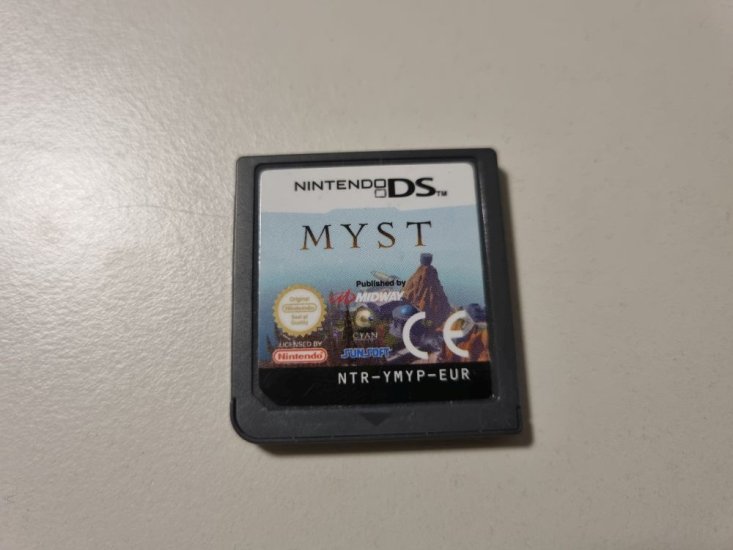 NINTENDO DS™
MYST
Published by
MIDWAY
Original
Nintendo
Seal of
Quality
CYAN
LICENSED BY
Nintendo
SUNSOFT
CE
NTR-YMYP-EUR